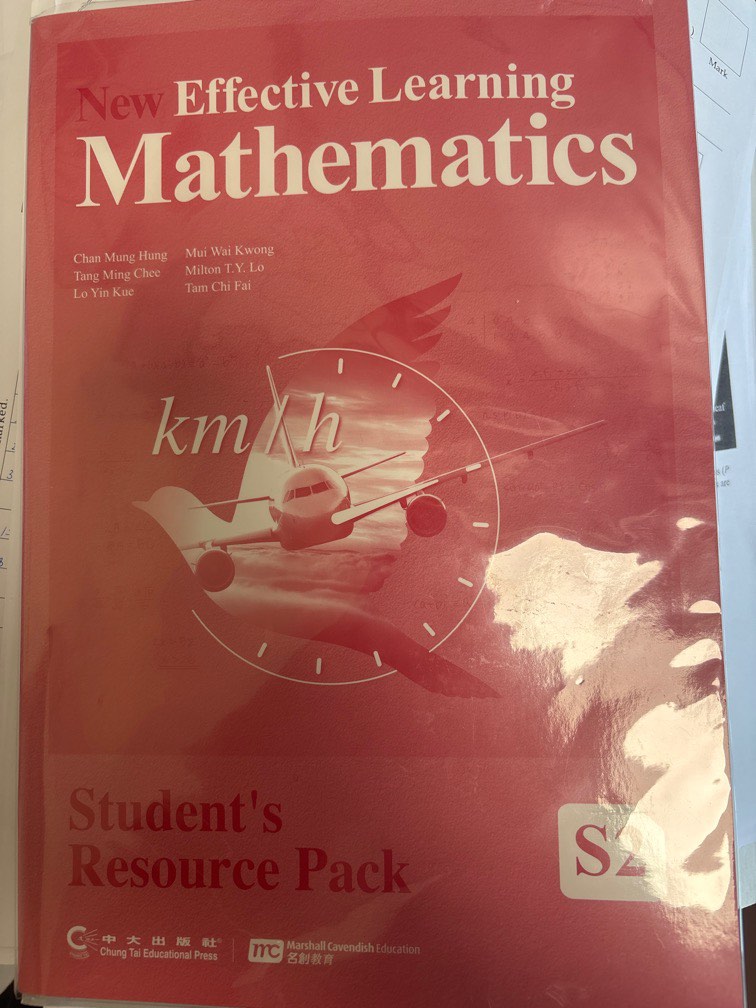 New Effective Learning
Mathematics
Chan Mung Hung
Tang Ming Chee
Lo Yin Kue
Mui Wai Kwong
Milton T.Y. Lo
Tam Chi Fai
km/h
Student's
Resource Pack
S2
中大出版社
Chung Tai Educational Press
mc Marshall Cavendish Education
名創教育
Mark